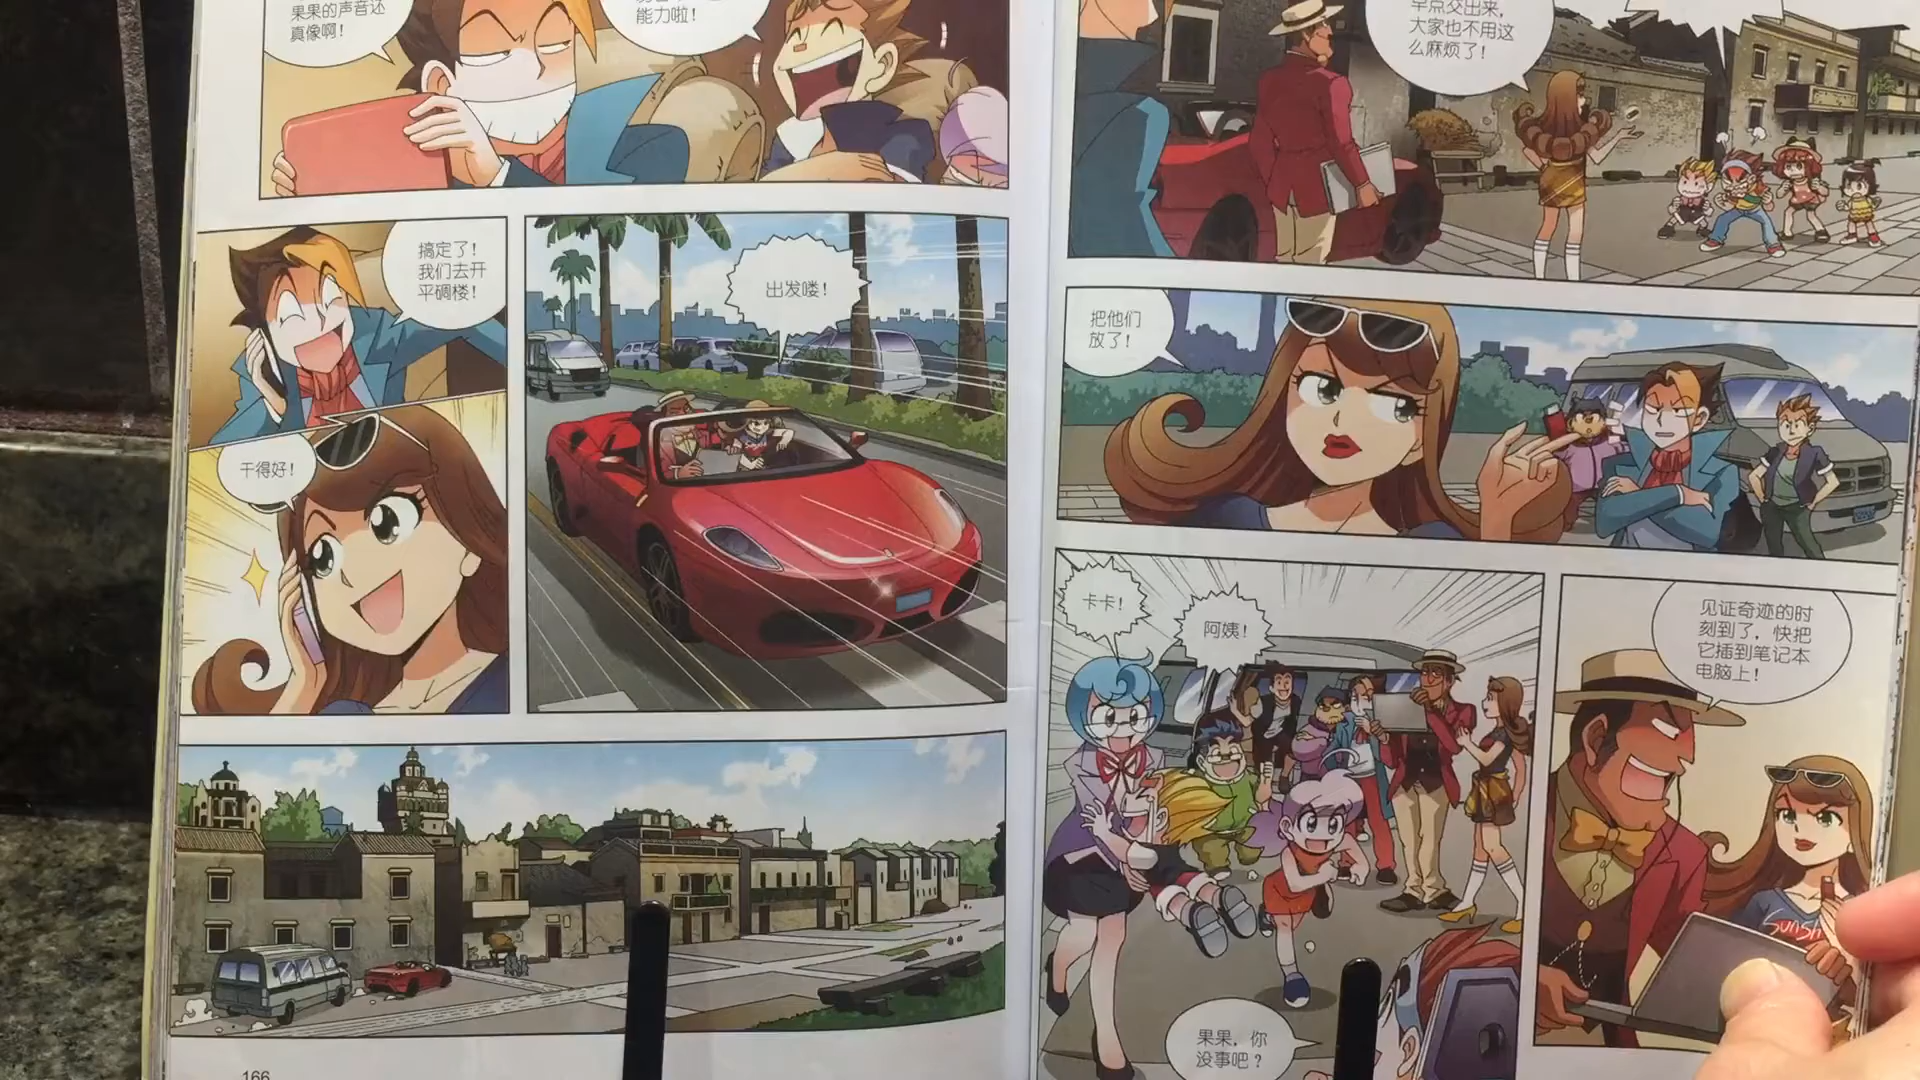 果果的声音还
真像啊！
能力啦！
搞定了！
我们去开
平碉楼！
出发喽！
干得好！
166
早点交出来，
大家也不用这
么麻烦了！
把他们
放了！
卡卡！
阿姨！
见证奇迹的时
刻到了，快把
它插到笔记本
电脑上！
Sunsh
果果，你
没事吧？